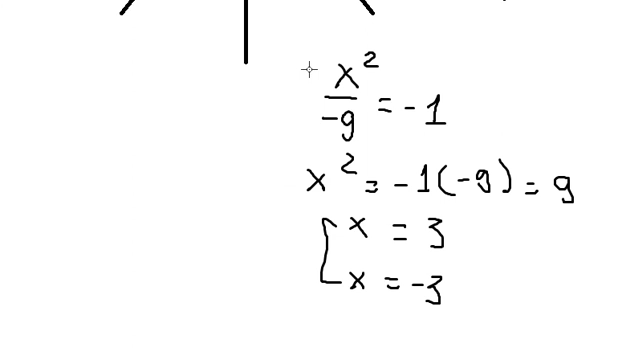 x²/-9 = -1
x² = -1(-9) = 9
[ x = 3
x = -3